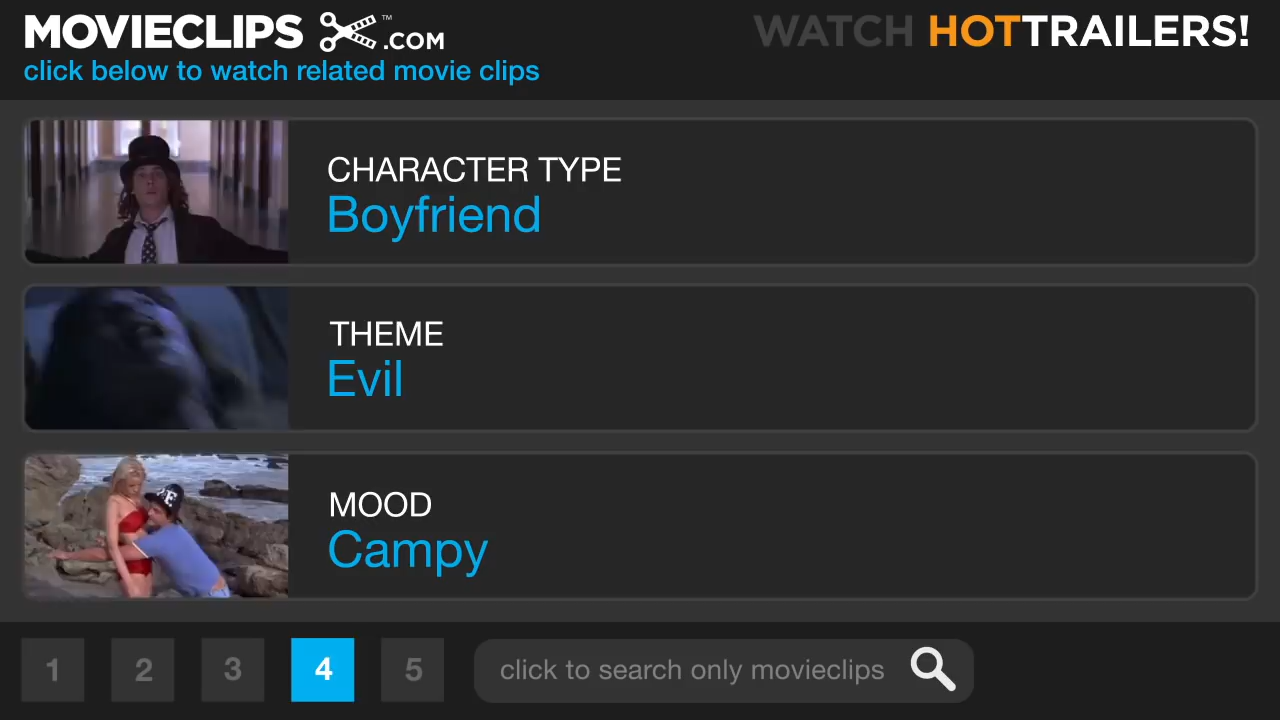 MOVIECLIPS ™ .COM
WATCH HOTTRAILERS!
click below to watch related movie clips
CHARACTER TYPE
Boyfriend
THEME
Evil
MOOD
Campy
1 2 3 4 5
click to search only movieclips